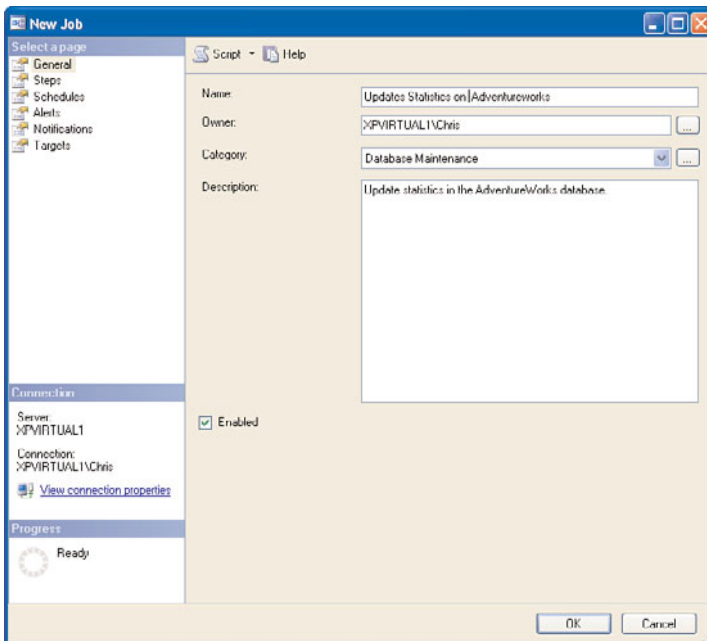 New Job
Select a page
General
Steps
Schedules
Alerts
Notifications
Targets
Script
Help
Name:
Updates Statistics on Adventureworks
Owner:
XPVIRTUAL1\Chris
...
Category:
Database Maintenance
...
Description:
Update statistics in the AdventureWorks database.
Enabled
Connection
Server:
XPVIRTUAL1
Connection:
XPVIRTUAL1\Chris
View connection properties
Progress
Ready
OK
Cancel